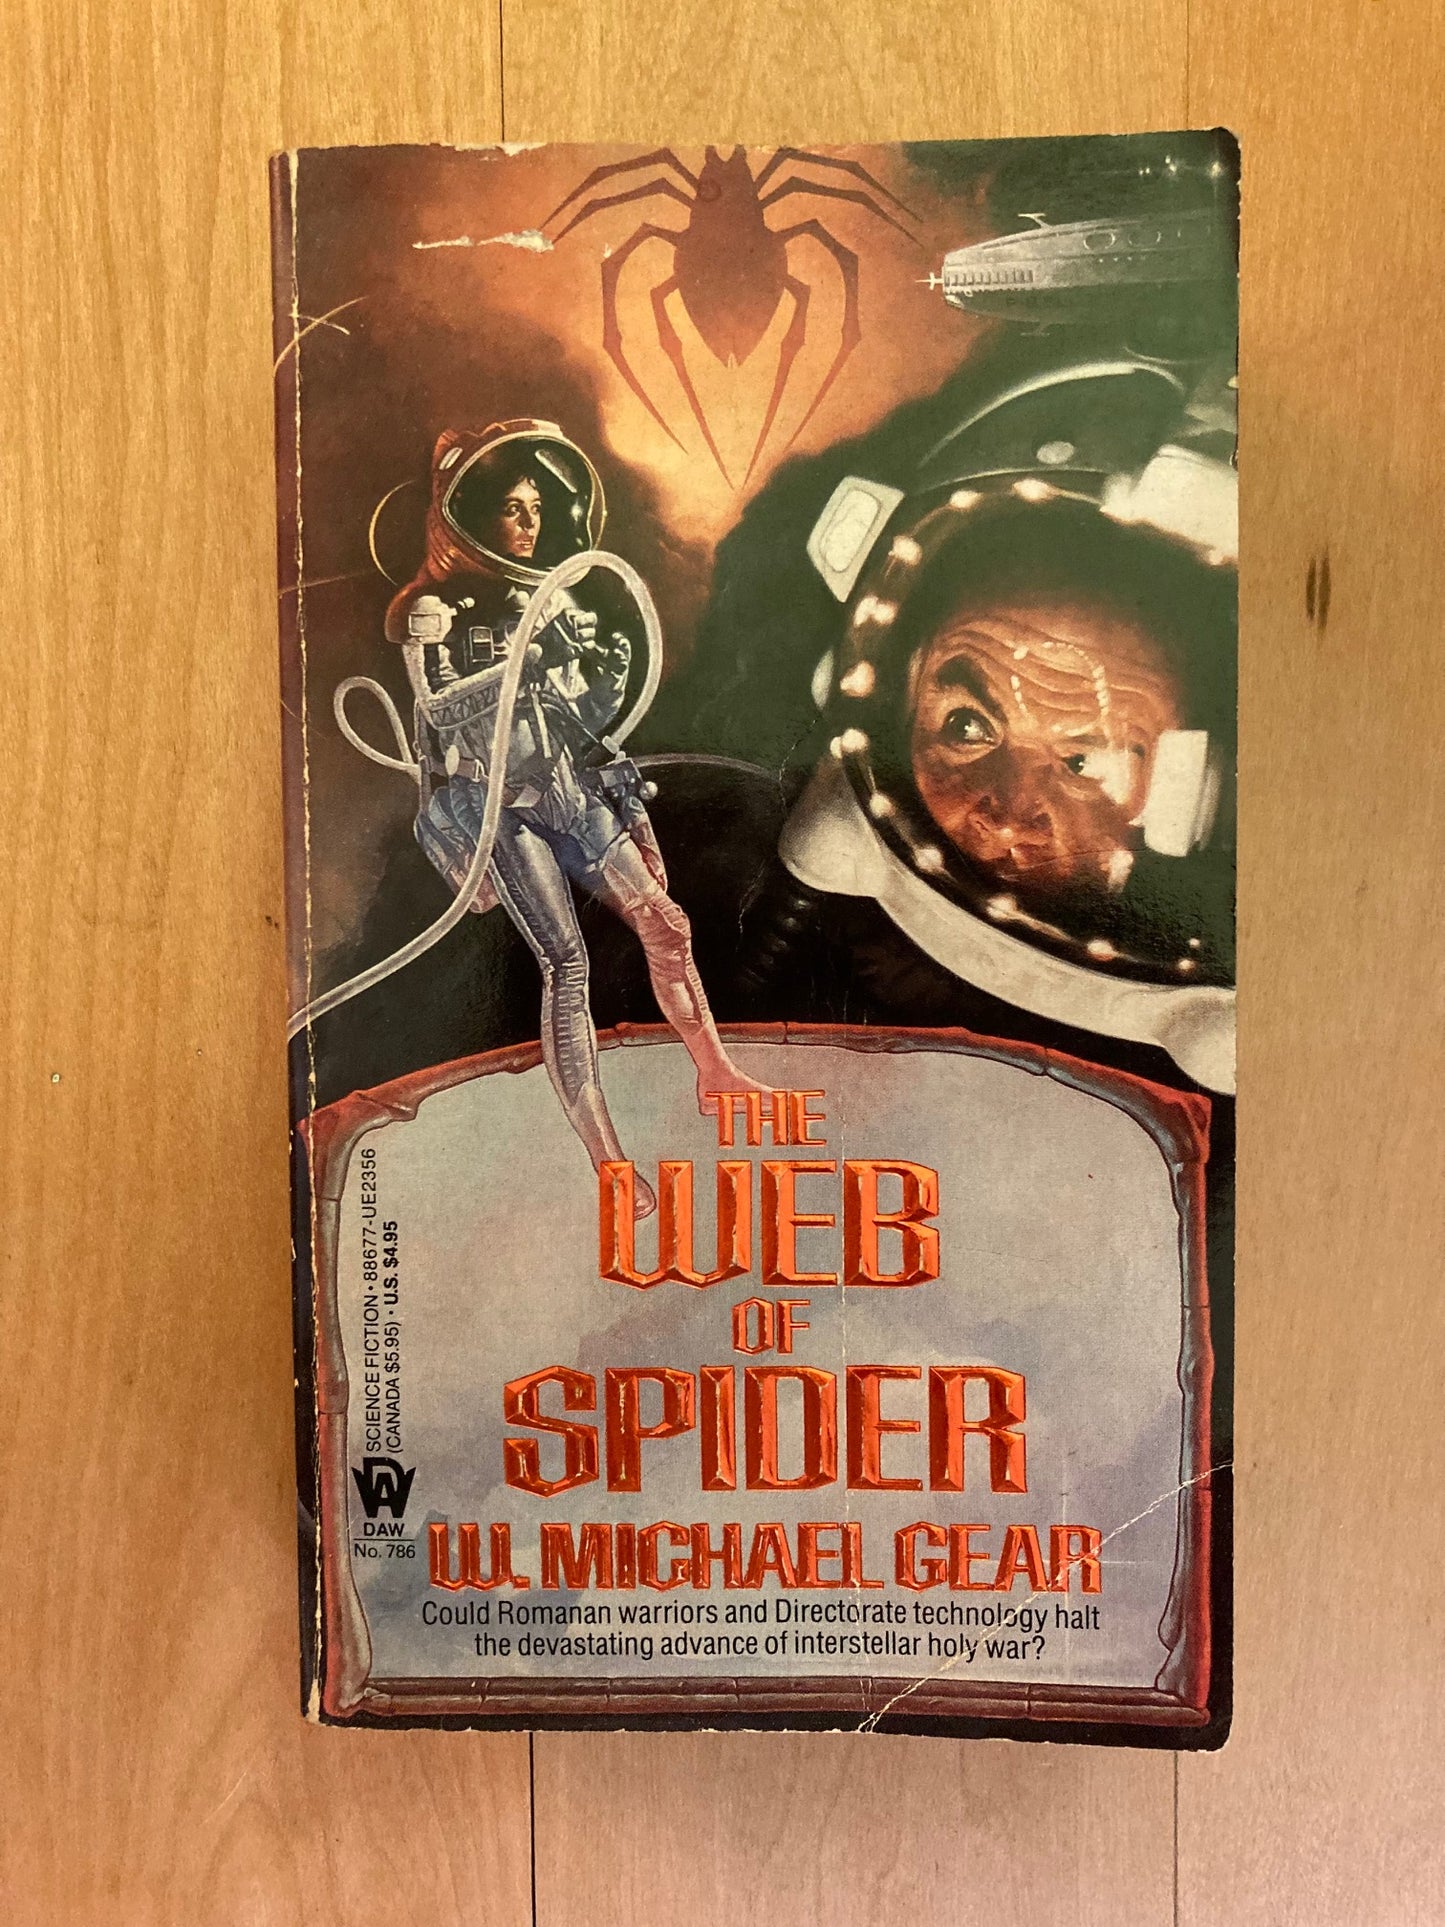 THE
WEB
OF
SPIDER
W. MICHAEL GEAR
Could Romanan warriors and Directorate technology halt
the devastating advance of interstellar holy war?
SCIENCE FICTION • 88677-UE2356
(CANADA $5.95) • U.S. $4.95
DAW
DAW
No. 786